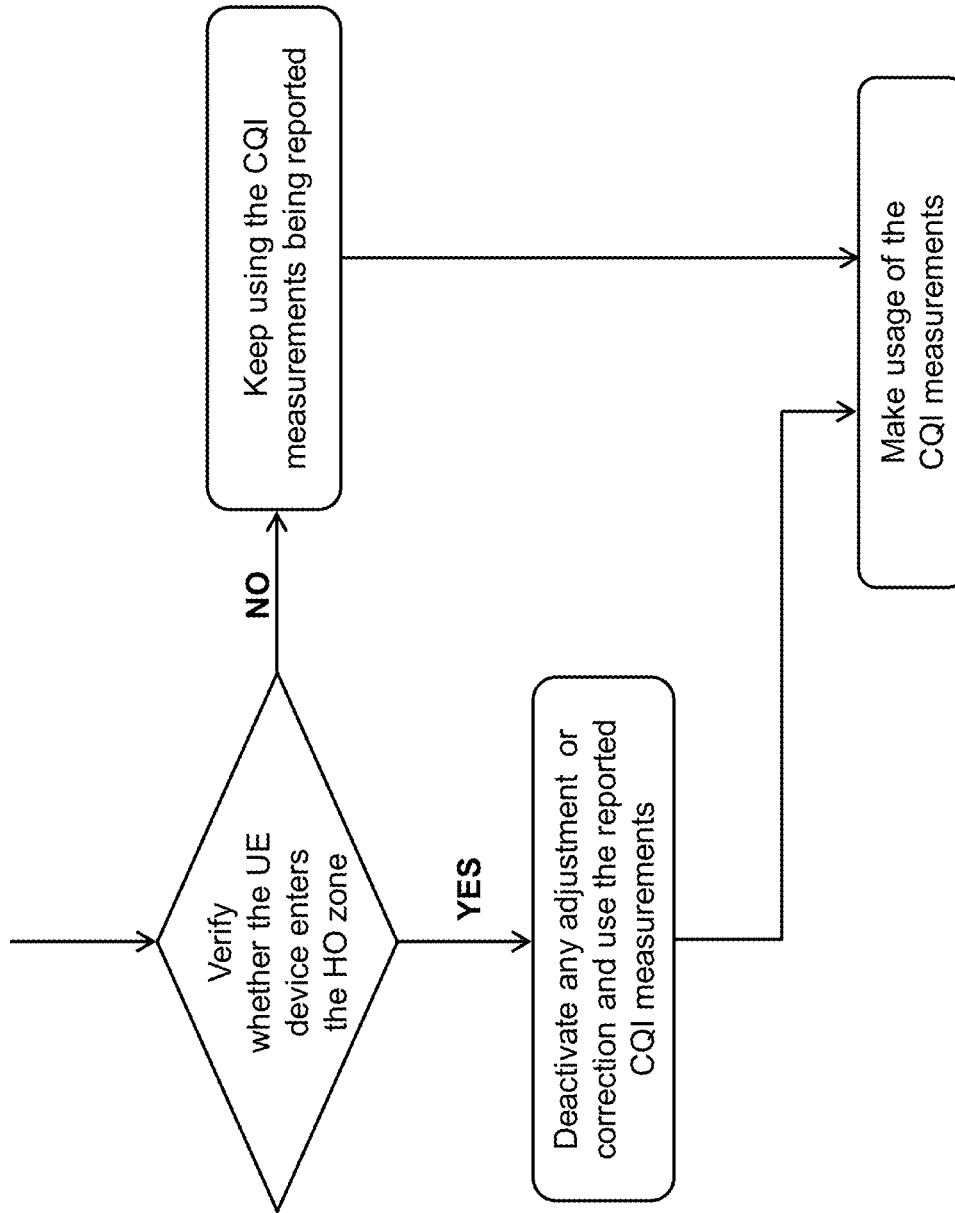 Verify
whether the UE
device enters
the HO zone
NO
Keep using the CQI
measurements being reported
YES
Deactivate any adjustment or
correction and use the reported
CQI measurements
Make usage of the
CQI measurements